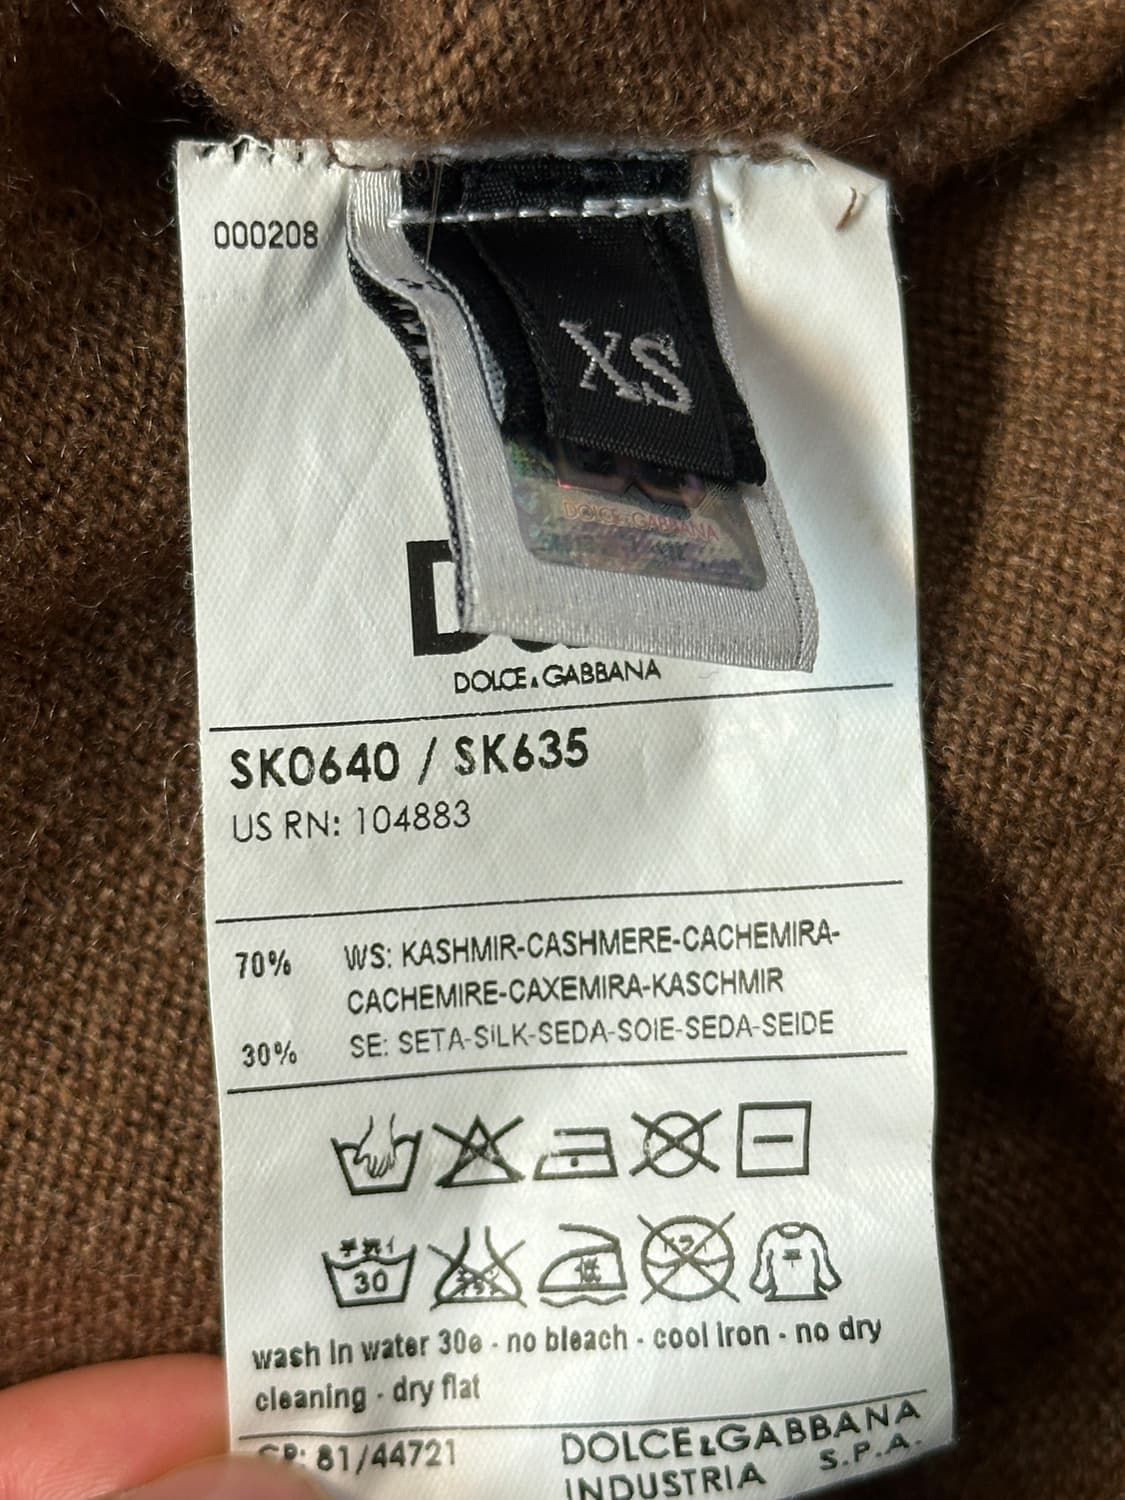 000208
XS
DOLCE&GABBANA
D
DOLCE&GABBANA
SK0640 / SK635
US RN: 104883
70% WS: KASHMIR-CASHMERE-CACHEMIRA-
CACHEMIRE-CAXEMIRA-KASCHMIR
30% SE: SETA-SILK-SEDA-SOIE-SEDA-SEIDE
30
wash in water 30° - no bleach - cool iron - no dry
cleaning - dry flat
CP: 81/44721
DOLCE&GABBANA
INDUSTRIA S.P.A.